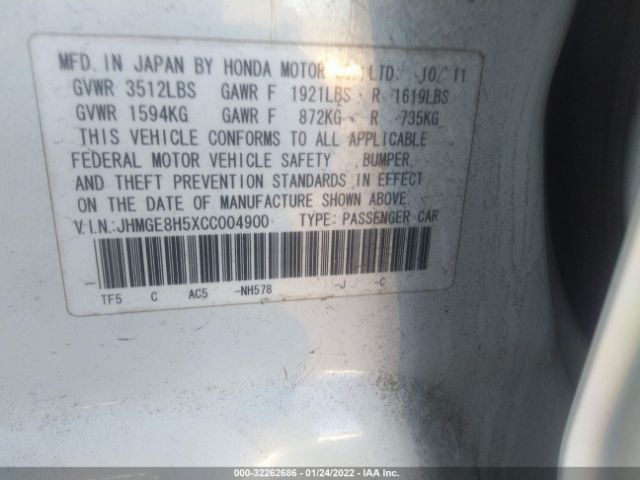 MFD. IN JAPAN BY HONDA MOTOR LTD. 10/11
GVWR 3512LBS GAWR F 1921LBS R 1619LBS
GVWR 1594KG GAWR F 872KG R 735KG
THIS VEHICLE CONFORMS TO ALL APPLICABLE
FEDERAL MOTOR VEHICLE SAFETY, BUMPER,
AND THEFT PREVENTION STANDARDS IN EFFECT
ON THE DATE OF MANUFACTURE SHOWN ABOVE.
V.I.N.:JHMGE8H5XCC004900 TYPE: PASSENGER CAR
TF5 C AC5 -NH578 -J -C
000-32262686 - 01/24/2022 - IAA Inc.